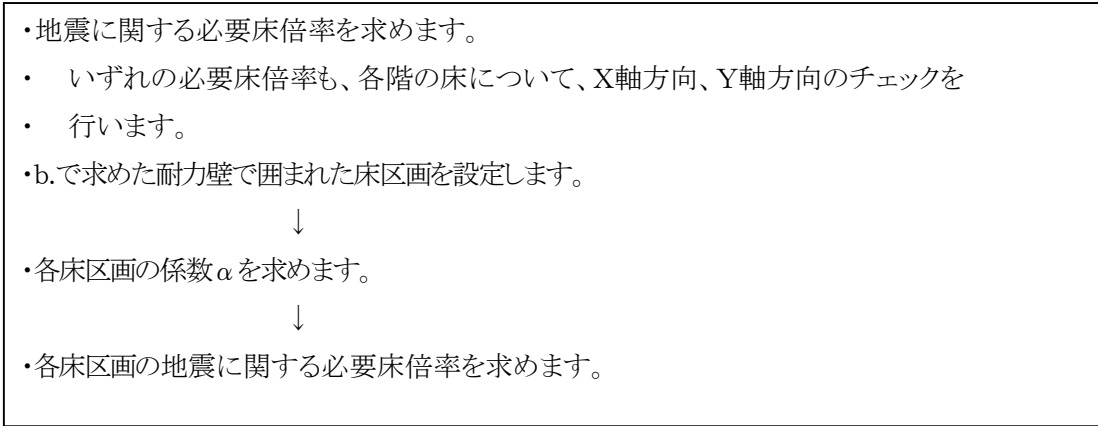 ・地震に関する必要床倍率を求めます。
・　いずれの必要床倍率も、各階の床について、X軸方向、Y軸方向のチェックを
・　行います。
・b.で求めた耐力壁で囲まれた床区画を設定します。
↓
・各床区画の係数αを求めます。
↓
・各床区画の地震に関する必要床倍率を求めます。